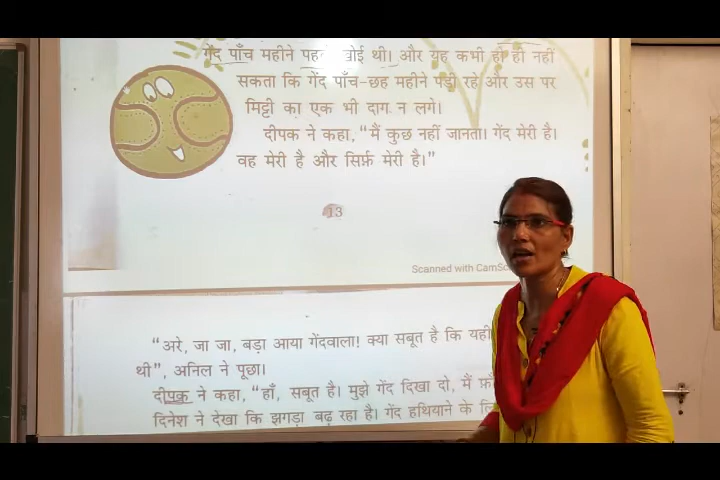 गेंद पाँच महीने पहले खोई थी। और यह कभी हो ही नहीं
सकता कि गेंद पाँच-छह महीने पड़ी रहे और उस पर
मिट्टी का एक भी दाग न लगे।
दीपक ने कहा, “मैं कुछ नहीं जानता। गेंद मेरी है।
वह मेरी है और सिर्फ़ मेरी है।”
13
Scanned with
“अरे, जा जा, बड़ा आया गेंदवाला! क्या सबूत है कि यही
थी”, अनिल ने पूछा।
दीपक ने कहा, “हाँ, सबूत है। मुझे गेंद दिखा दो, मैं
दिनेश ने देखा कि झगड़ा बढ़ रहा है। गेंद हथियाने के